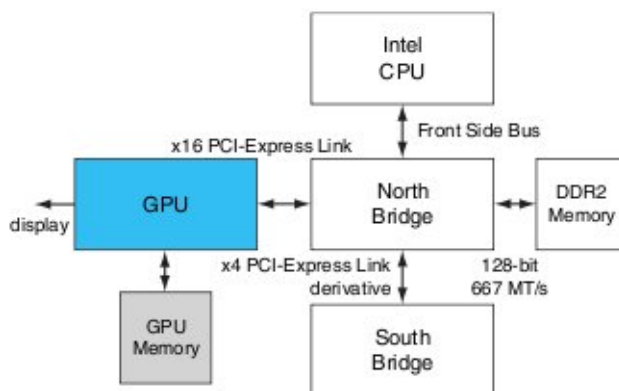 Intel
CPU
Front Side Bus
x16 PCI-Express Link
GPU
North
Bridge
DDR2
Memory
display
x4 PCI-Express Link
derivative
128-bit
667 MT/s
GPU
Memory
South
Bridge